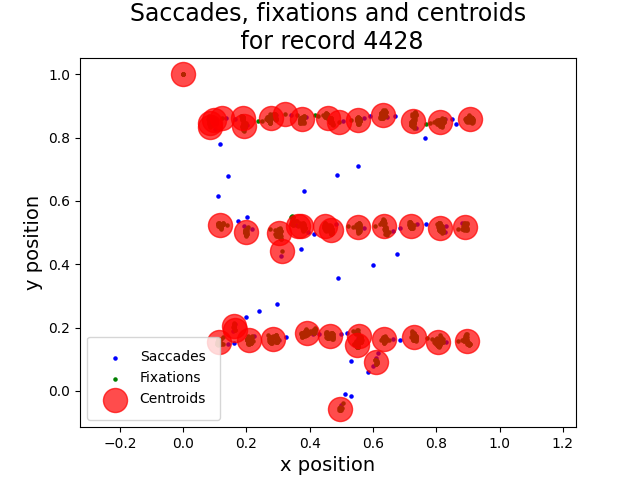 Saccades, fixations and centroids
for record 4428
1.0
0.8
0.6
0.4
0.2
0.0
y position
Saccades
Fixations
Centroids
−0.2 0.0 0.2 0.4 0.6 0.8 1.0 1.2
x position